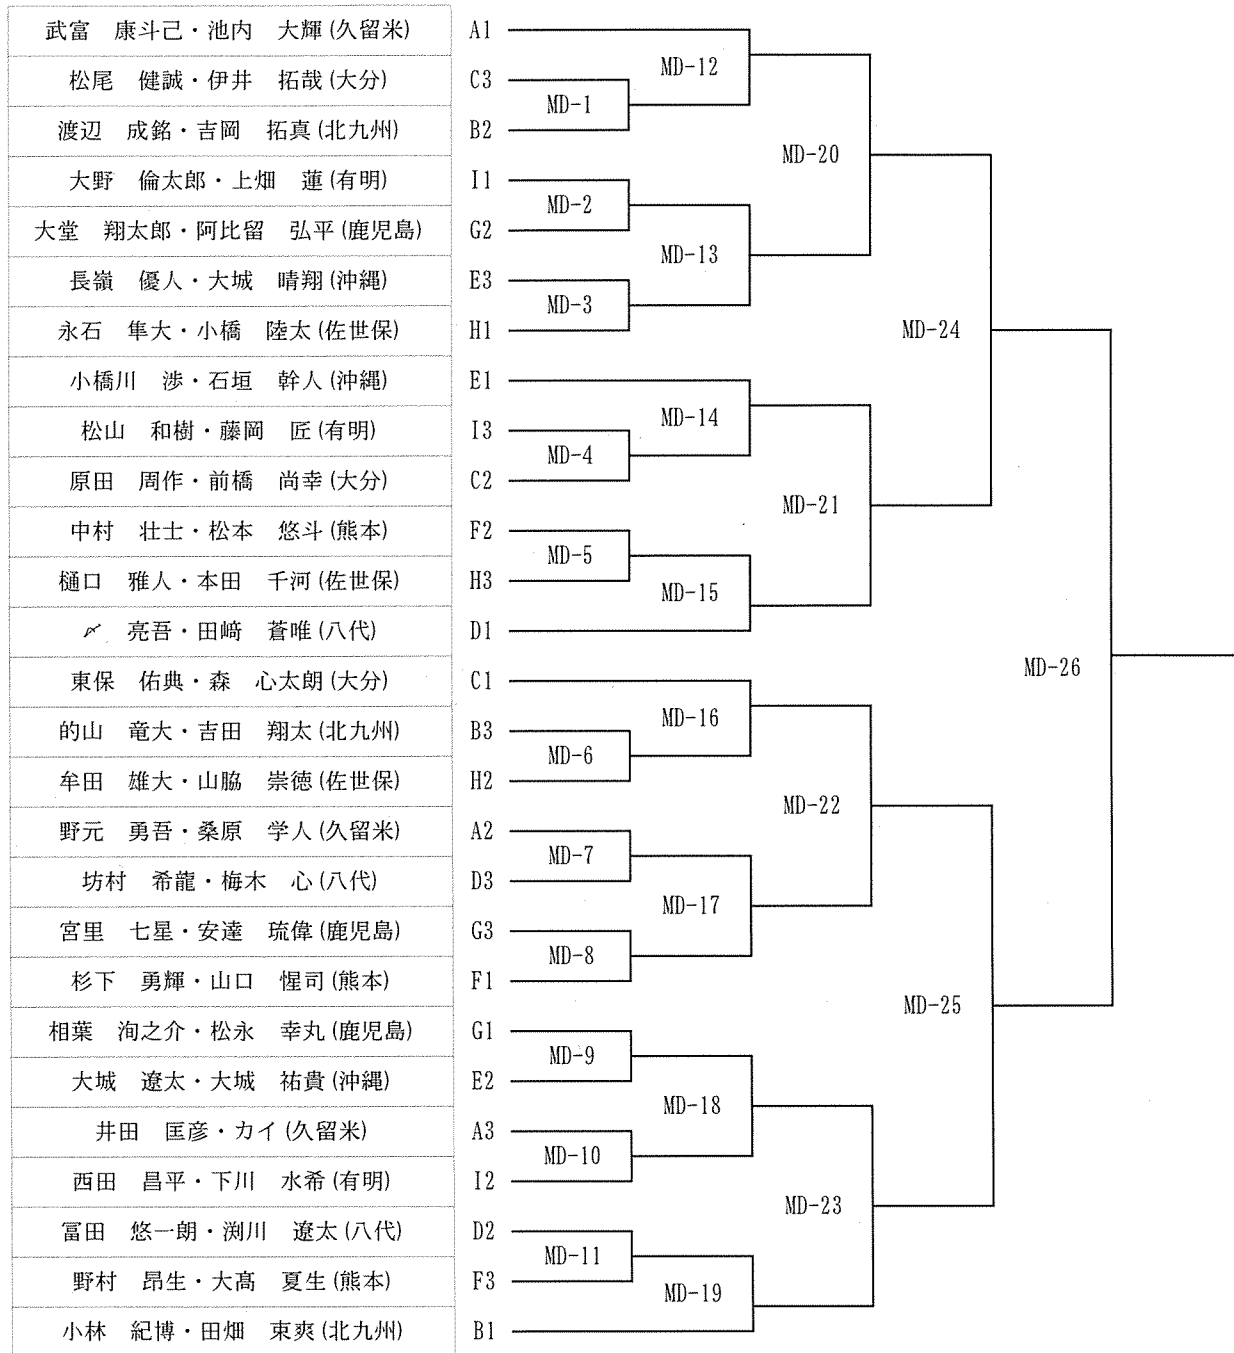 武富 康斗己・池内 大輝(久留米) A1
MD-12
松尾 健誠・伊井 拓哉(大分) C3
MD-1
渡辺 成銘・吉岡 拓真(北九州) B2
MD-20
大野 倫太郎・上畑 蓮(有明) I1
MD-2
大堂 翔太郎・阿比留 弘平(鹿児島) G2
MD-13
長嶺 優人・大城 晴翔(沖縄) E3
MD-3
永石 隼大・小橋 陸太(佐世保) H1
MD-24
小橋川 渉・石垣 幹人(沖縄) E1
MD-14
松山 和樹・藤岡 匠(有明) I3
MD-4
原田 周作・前橋 尚幸(大分) C2
MD-21
中村 壮士・松本 悠斗(熊本) F2
MD-5
樋口 雅人・本田 千河(佐世保) H3
MD-15
亮吾・田﨑 蒼唯(八代) D1
MD-26
東保 佑典・森 心太朗(大分) C1
MD-16
的山 竜大・吉田 翔太(北九州) B3
MD-6
牟田 雄大・山脇 崇徳(佐世保) H2
MD-22
野元 勇吾・桑原 学人(久留米) A2
MD-7
坊村 希龍・梅木 心(八代) D3
MD-17
宮里 七星・安達 琉偉(鹿児島) G3
MD-8
杉下 勇輝・山口 惺司(熊本) F1
MD-25
相葉 洵之介・松永 幸丸(鹿児島) G1
MD-9
大城 遼太・大城 祐貴(沖縄) E2
MD-18
井田 匡彦・カイ(久留米) A3
MD-10
西田 昌平・下川 水希(有明) I2
MD-23
冨田 悠一朗・渕川 遼太(八代) D2
MD-11
野村 昂生・大髙 夏生(熊本) F3
MD-19
小林 紀博・田畑 東爽(北九州) B1